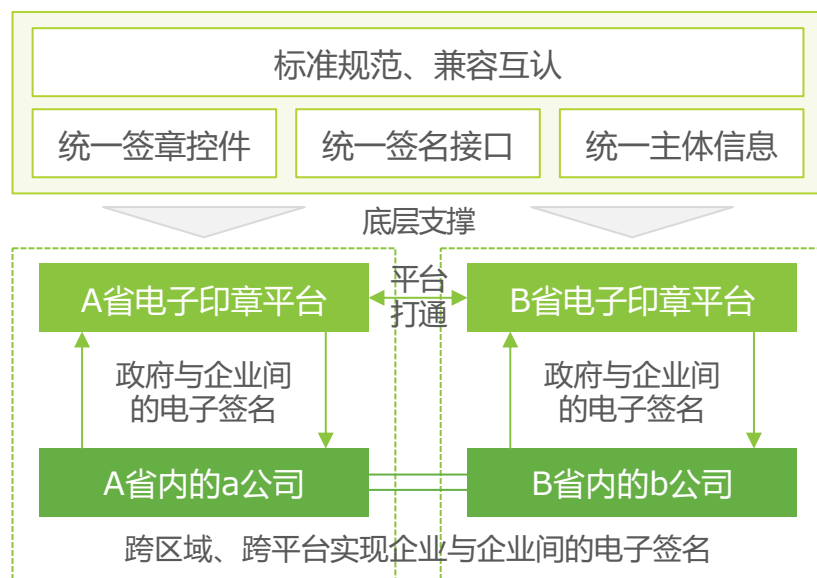 标准规范、兼容互认
统一签章控件
统一签名接口
统一主体信息
底层支撑
A省电子印章平台
平台
打通
B省电子印章平台
政府与企业间
的电子签名
政府与企业间
的电子签名
A省内的a公司
B省内的b公司
跨区域、跨平台实现企业与企业间的电子签名